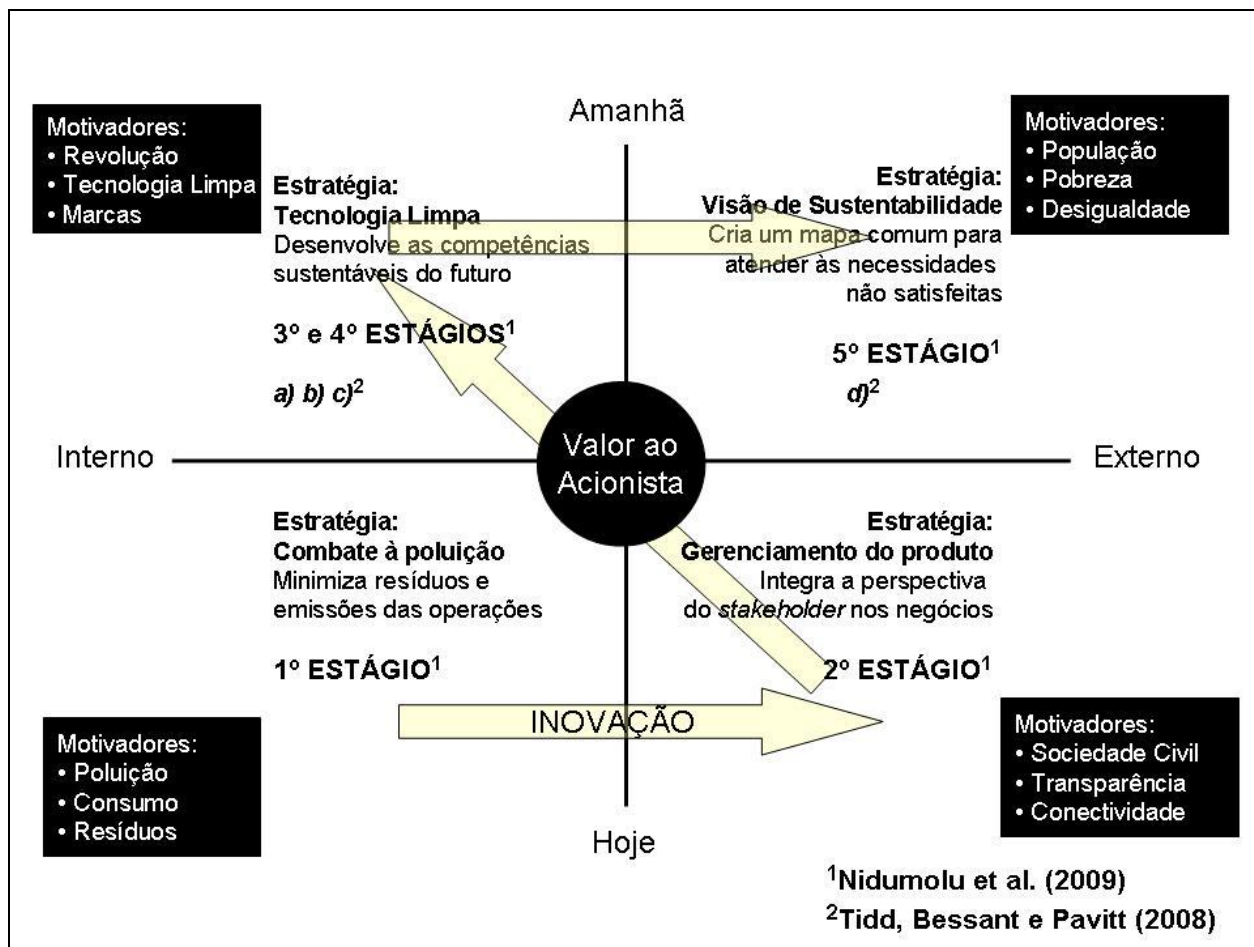 Amanhã
Motivadores:
• Revolução
• Tecnologia Limpa
• Marcas
Estratégia:
Tecnologia Limpa
Desenvolve as competências
sustentáveis do futuro
3º e 4º ESTÁGIOS¹
a) b) c)²
Estratégia:
Visão de Sustentabilidade
Cria um mapa comum para
atender às necessidades
não satisfeitas
5º ESTÁGIO¹
d)²
Motivadores:
• População
• Pobreza
• Desigualdade
Interno
Valor ao
Acionista
Externo
Estratégia:
Combate à poluição
Minimiza resíduos e
emissões das operações
1º ESTÁGIO¹
Estratégia:
Gerenciamento do produto
Integra a perspectiva
do stakeholder nos negócios
2º ESTÁGIO¹
INOVAÇÃO
Motivadores:
• Poluição
• Consumo
• Resíduos
Motivadores:
• Sociedade Civil
• Transparência
• Conectividade
Hoje
¹Nidumolu et al. (2009)
²Tidd, Bessant e Pavitt (2008)